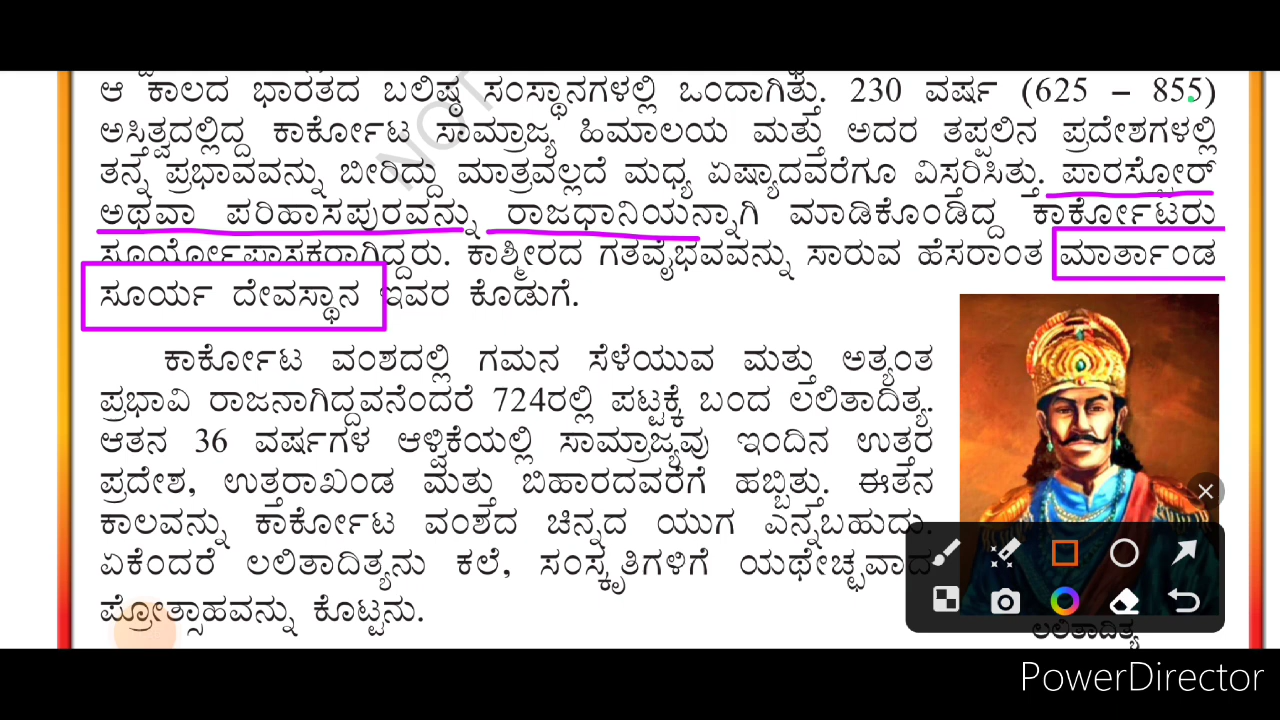 ಆ ಕಾಲದ ಭಾರತದ ಬಲಿಷ್ಠ ಸಂಸ್ಥಾನಗಳಲ್ಲಿ ಒಂದಾಗಿತ್ತು. 230 ವರ್ಷ (625 – 855)
ಅಸ್ತಿತ್ವದಲ್ಲಿದ್ದ ಕಾರ್ಕೋಟ ಸಾಮ್ರಾಜ್ಯ ಹಿಮಾಲಯ ಮತ್ತು ಅದರ ತಪ್ಪಲಿನ ಪ್ರದೇಶಗಳಲ್ಲಿ
ತನ್ನ ಪ್ರಭಾವವನ್ನು ಬೀರಿದ್ದು ಮಾತ್ರವಲ್ಲದೆ ಮಧ್ಯ ಏಷ್ಯಾದವರೆಗೂ ವಿಸ್ತರಿಸಿತ್ತು. ಪಾರಸ್ಪೋರ್
ಅಥವಾ ಪರಿಹಾಸಪುರವನ್ನು ರಾಜಧಾನಿಯನ್ನಾಗಿ ಮಾಡಿಕೊಂಡಿದ್ದ ಕಾರ್ಕೋಟರು
ಸೂರ್ಯೋಪಾಸಕರಾಗಿದ್ದರು. ಕಾಶ್ಮೀರದ ಗತವೈಭವವನ್ನು ಸಾರುವ ಹೆಸರಾಂತ ಮಾರ್ತಾಂಡ
ಸೂರ್ಯ ದೇವಸ್ಥಾನ ಇವರ ಕೊಡುಗೆ.
ಕಾರ್ಕೋಟ ವಂಶದಲ್ಲಿ ಗಮನ ಸೆಳೆಯುವ ಮತ್ತು ಅತ್ಯಂತ
ಪ್ರಭಾವಿ ರಾಜನಾಗಿದ್ದವನೆಂದರೆ 724ರಲ್ಲಿ ಪಟ್ಟಕ್ಕೆ ಬಂದ ಲಲಿತಾದಿತ್ಯ.
ಆತನ 36 ವರ್ಷಗಳ ಆಳ್ವಿಕೆಯಲ್ಲಿ ಸಾಮ್ರಾಜ್ಯವು ಇಂದಿನ ಉತ್ತರ
ಪ್ರದೇಶ, ಉತ್ತರಾಖಂಡ ಮತ್ತು ಬಿಹಾರದವರೆಗೆ ಹಬ್ಬಿತ್ತು. ಈತನ
ಕಾಲವನ್ನು ಕಾರ್ಕೋಟ ವಂಶದ ಚಿನ್ನದ ಯುಗ ಎನ್ನಬಹುದು.
ಏಕೆಂದರೆ ಲಲಿತಾದಿತ್ಯನು ಕಲೆ, ಸಂಸ್ಕೃತಿಗಳಿಗೆ ಯಥೇಚ್ಛವಾದ
ಪ್ರೋತ್ಸಾಹವನ್ನು ಕೊಟ್ಟನು.
ಲಲಿತಾದಿತ್ಯ
NOT
PowerDirector